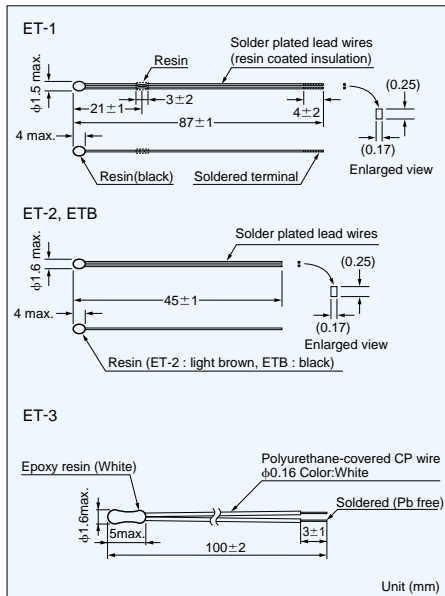 ET-1
Resin
Solder plated lead wires
(resin coated insulation)
ϕ1.5 max.
(0.25)
21±1
3±2
4±2
87±1
4 max.
(0.17)
Enlarged view
Resin(black)
Soldered terminal
ET-2, ETB
Solder plated lead wires
ϕ1.6 max.
(0.25)
45±1
4 max.
(0.17)
Enlarged view
Resin (ET-2 : light brown, ETB : black)
ET-3
Polyurethane-covered CP wire
ϕ0.16 Color:White
Epoxy resin (White)
Soldered (Pb free)
ϕ1.6max.
5max.
3±1
100±2
Unit (mm)